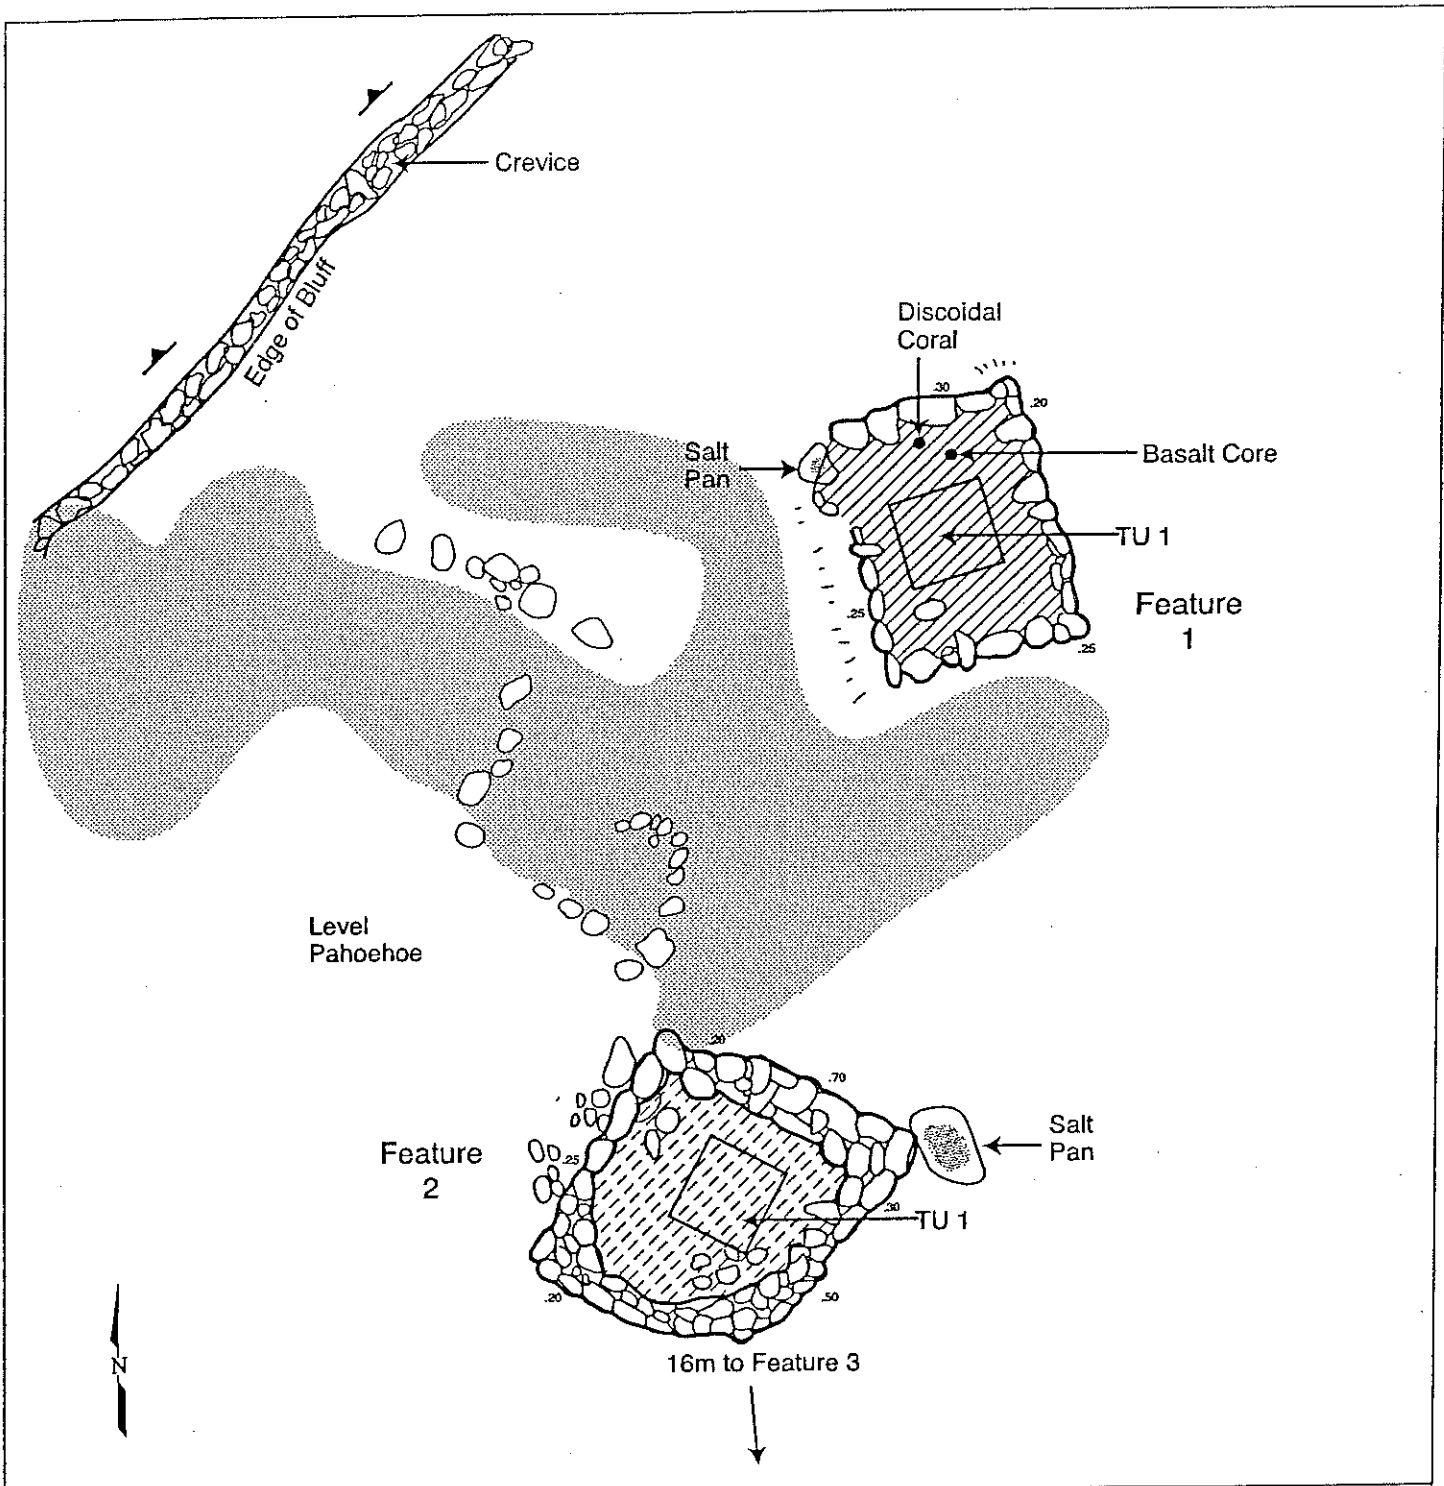 Crevice
Edge of Bluff
Discoidal
Coral
.30
.20
Salt
Pan
Basalt Core
TU 1
Feature
1
.25
.25
Level
Pahoehoe
.20
.70
Salt
Pan
Feature
2
.25
.30
TU 1
.20
.50
16m to Feature 3
N